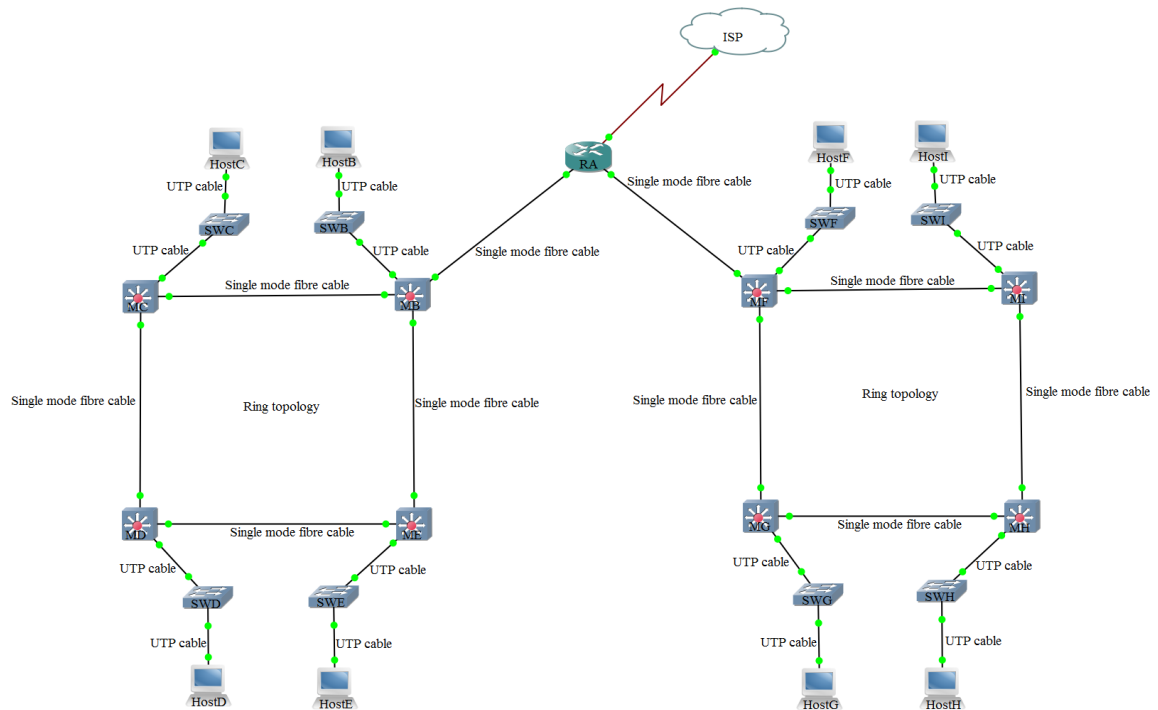 ISP
HostC
HostB
RA
HostF
HostI
UTP cable
UTP cable
Single mode fibre cable
UTP cable
UTP cable
SWC
SWB
SWF
SWI
UTP cable
UTP cable
Single mode fibre cable
UTP cable
UTP cable
Single mode fibre cable
Single mode fibre cable
MC
MB
MF
MI
Single mode fibre cable
Ring topology
Single mode fibre cable
Single mode fibre cable
Ring topology
Single mode fibre cable
MD
Single mode fibre cable
ME
MG
Single mode fibre cable
MH
UTP cable
UTP cable
UTP cable
UTP cable
SWD
SWE
SWG
SWH
UTP cable
UTP cable
UTP cable
UTP cable
HostD
HostE
HostG
HostH